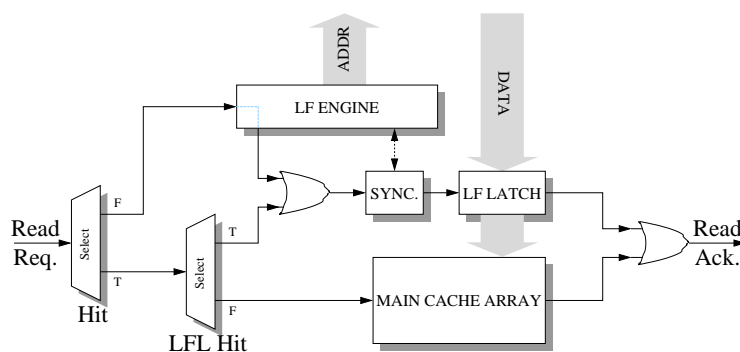 ADDR
DATA
LF ENGINE
F
SYNC.
LF LATCH
Read
Req.
Select
T
Select
T
F
MAIN CACHE ARRAY
Read
Ack.
Hit
LFL Hit